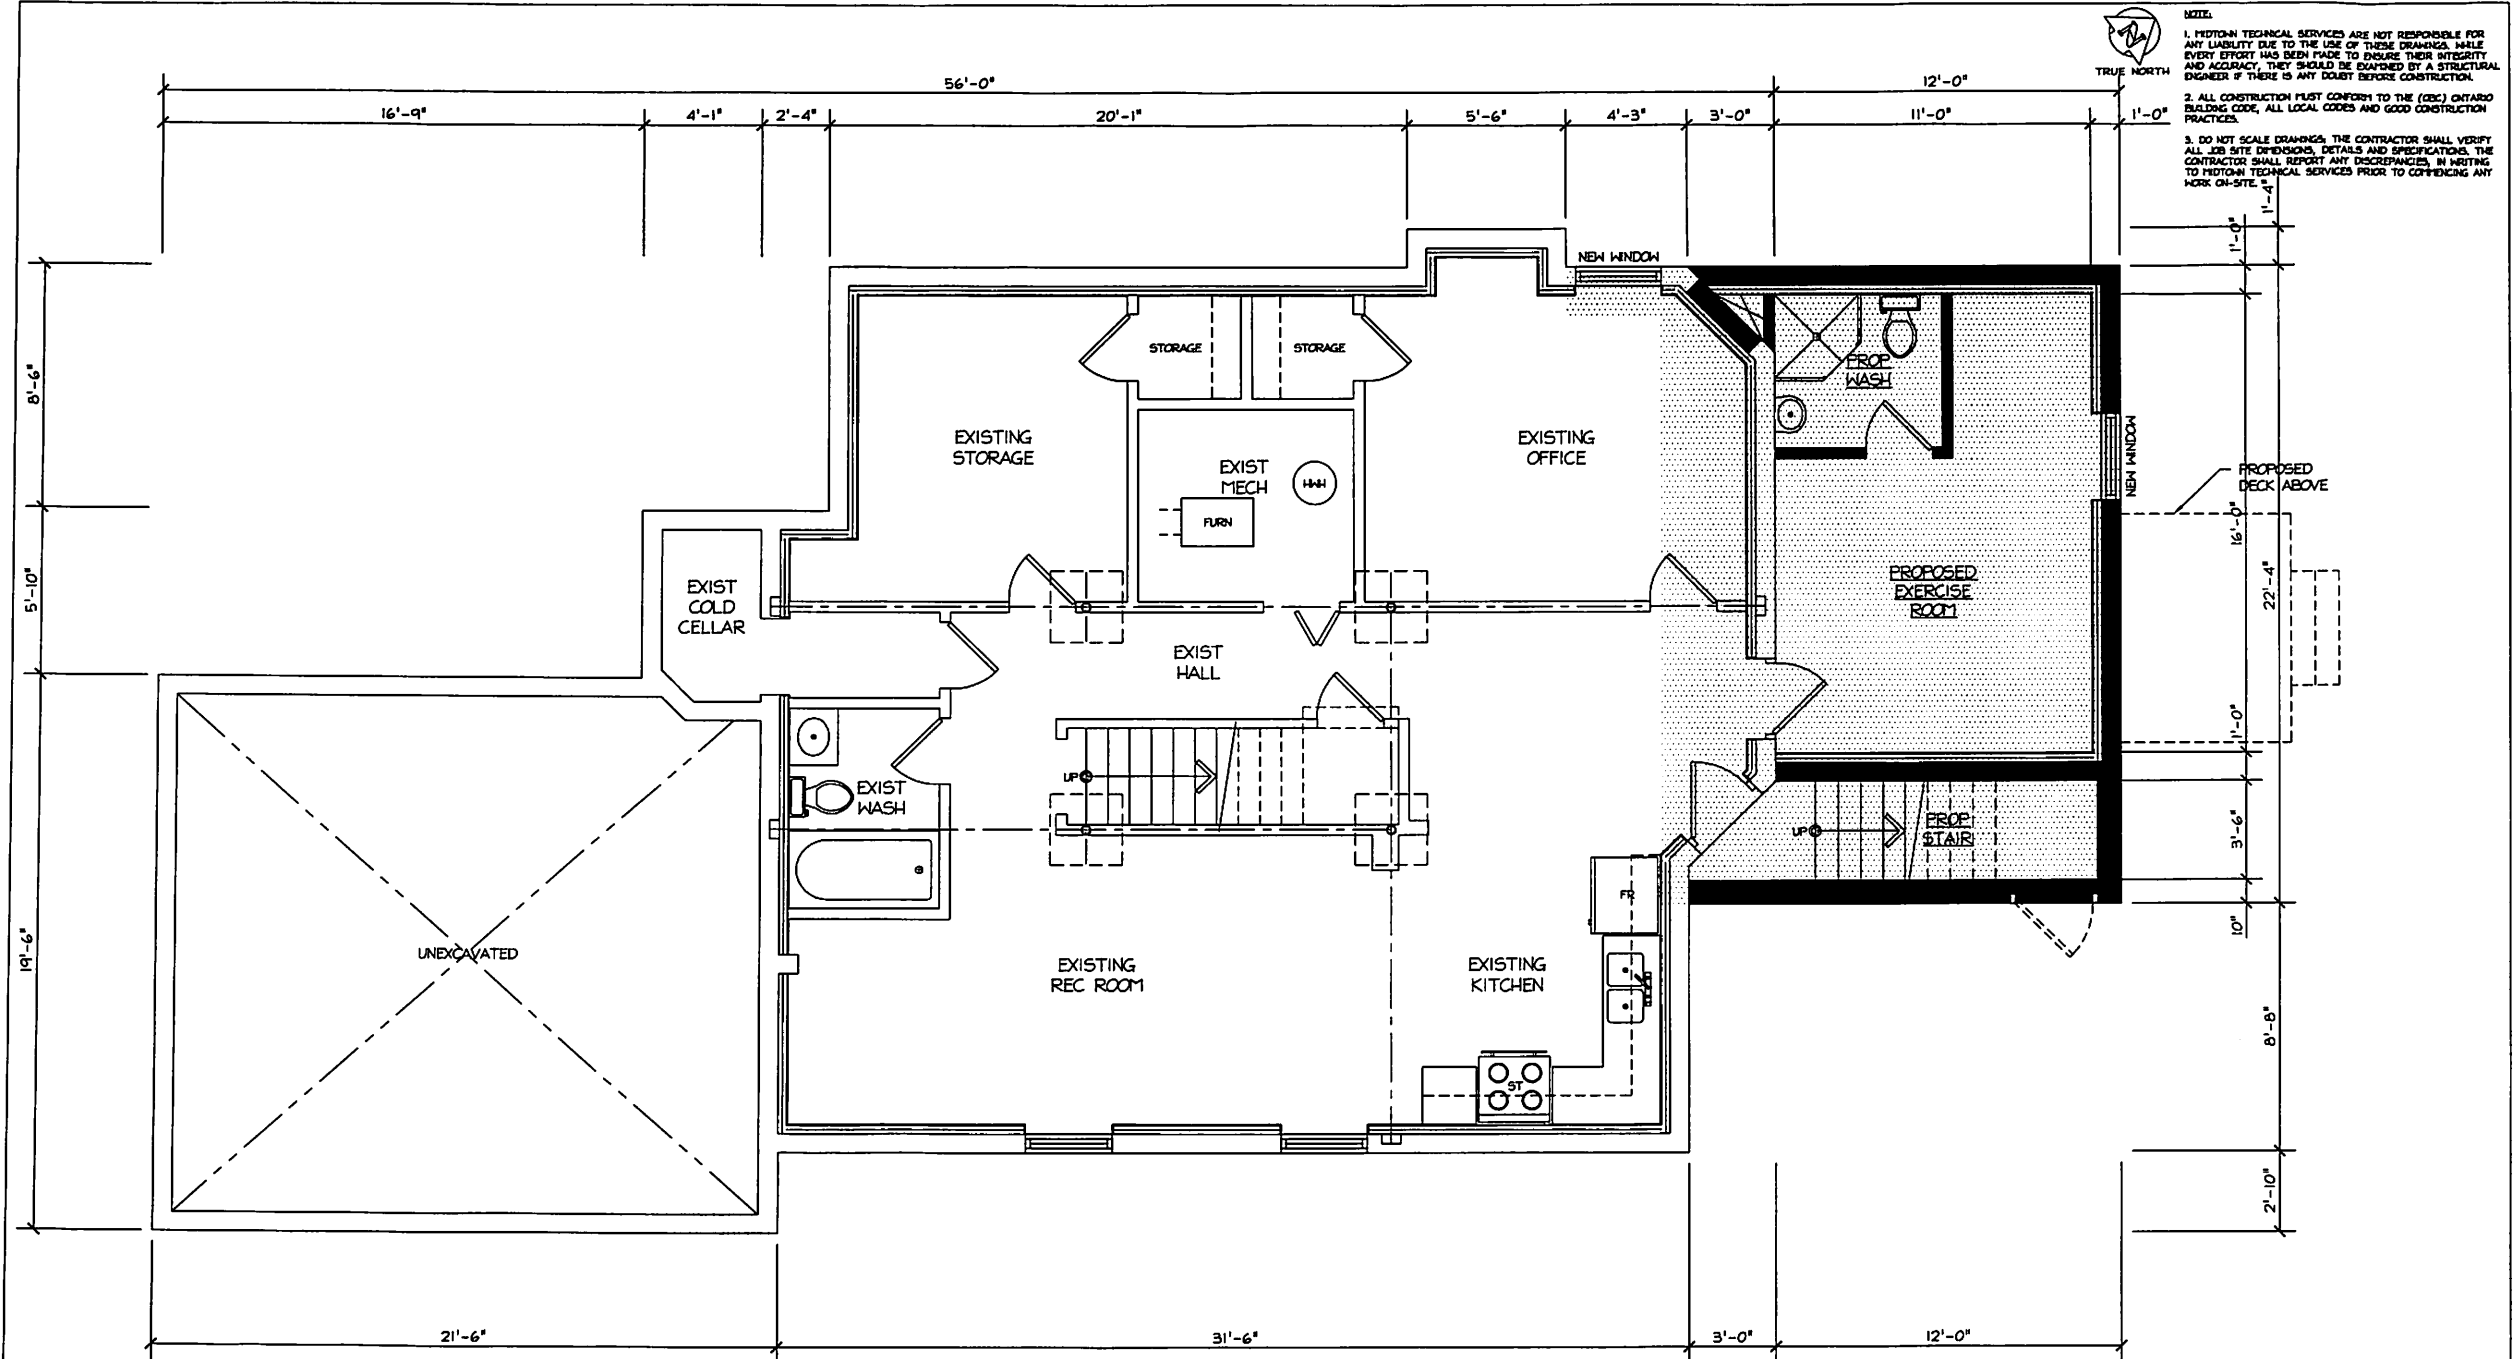 NOTE:
1. MIDTOWN TECHNICAL SERVICES ARE NOT RESPONSIBLE FOR
ANY LIABILITY DUE TO THE USE OF THESE DRAWINGS. WHILE
EVERY EFFORT HAS BEEN MADE TO ENSURE THEIR INTEGRITY
AND ACCURACY, THEY SHOULD BE EXAMINED BY A STRUCTURAL
ENGINEER IF THERE IS ANY DOUBT BEFORE CONSTRUCTION.
2. ALL CONSTRUCTION MUST CONFORM TO THE (OBC) ONTARIO
BUILDING CODE, ALL LOCAL CODES AND GOOD CONSTRUCTION
PRACTICES.
3. DO NOT SCALE DRAWINGS; THE CONTRACTOR SHALL VERIFY
ALL JOB SITE DIMENSIONS, DETAILS AND SPECIFICATIONS. THE
CONTRACTOR SHALL REPORT ANY DISCREPANCIES, IN WRITING
TO MIDTOWN TECHNICAL SERVICES PRIOR TO COMMENCING ANY
WORK ON-SITE.
N
TRUE NORTH
56'-0"
12'-0"
16'-9"
4'-1"
2'-4"
20'-1"
5'-6"
4'-3"
3'-0"
11'-0"
1'-0"
1'-4"
1'-0"
NEW WINDOW
STORAGE
STORAGE
PROP
WASH
8'-6"
EXISTING
STORAGE
EXISTING
OFFICE
NEW WINDOW
EXIST
MECH
HWH
FURN
PROPOSED
DECK ABOVE
16'-0"
5'-10"
EXIST
COLD
CELLAR
PROPOSED
EXERCISE
ROOM
22'-4"
EXIST
HALL
1'-0"
UP
EXIST
WASH
UP
PROP
STAIR
3'-6"
FR
10"
19'-6"
UNEXCAVATED
EXISTING
REC ROOM
EXISTING
KITCHEN
8'-8"
ST
2'-10"
21'-6"
31'-6"
3'-0"
12'-0"